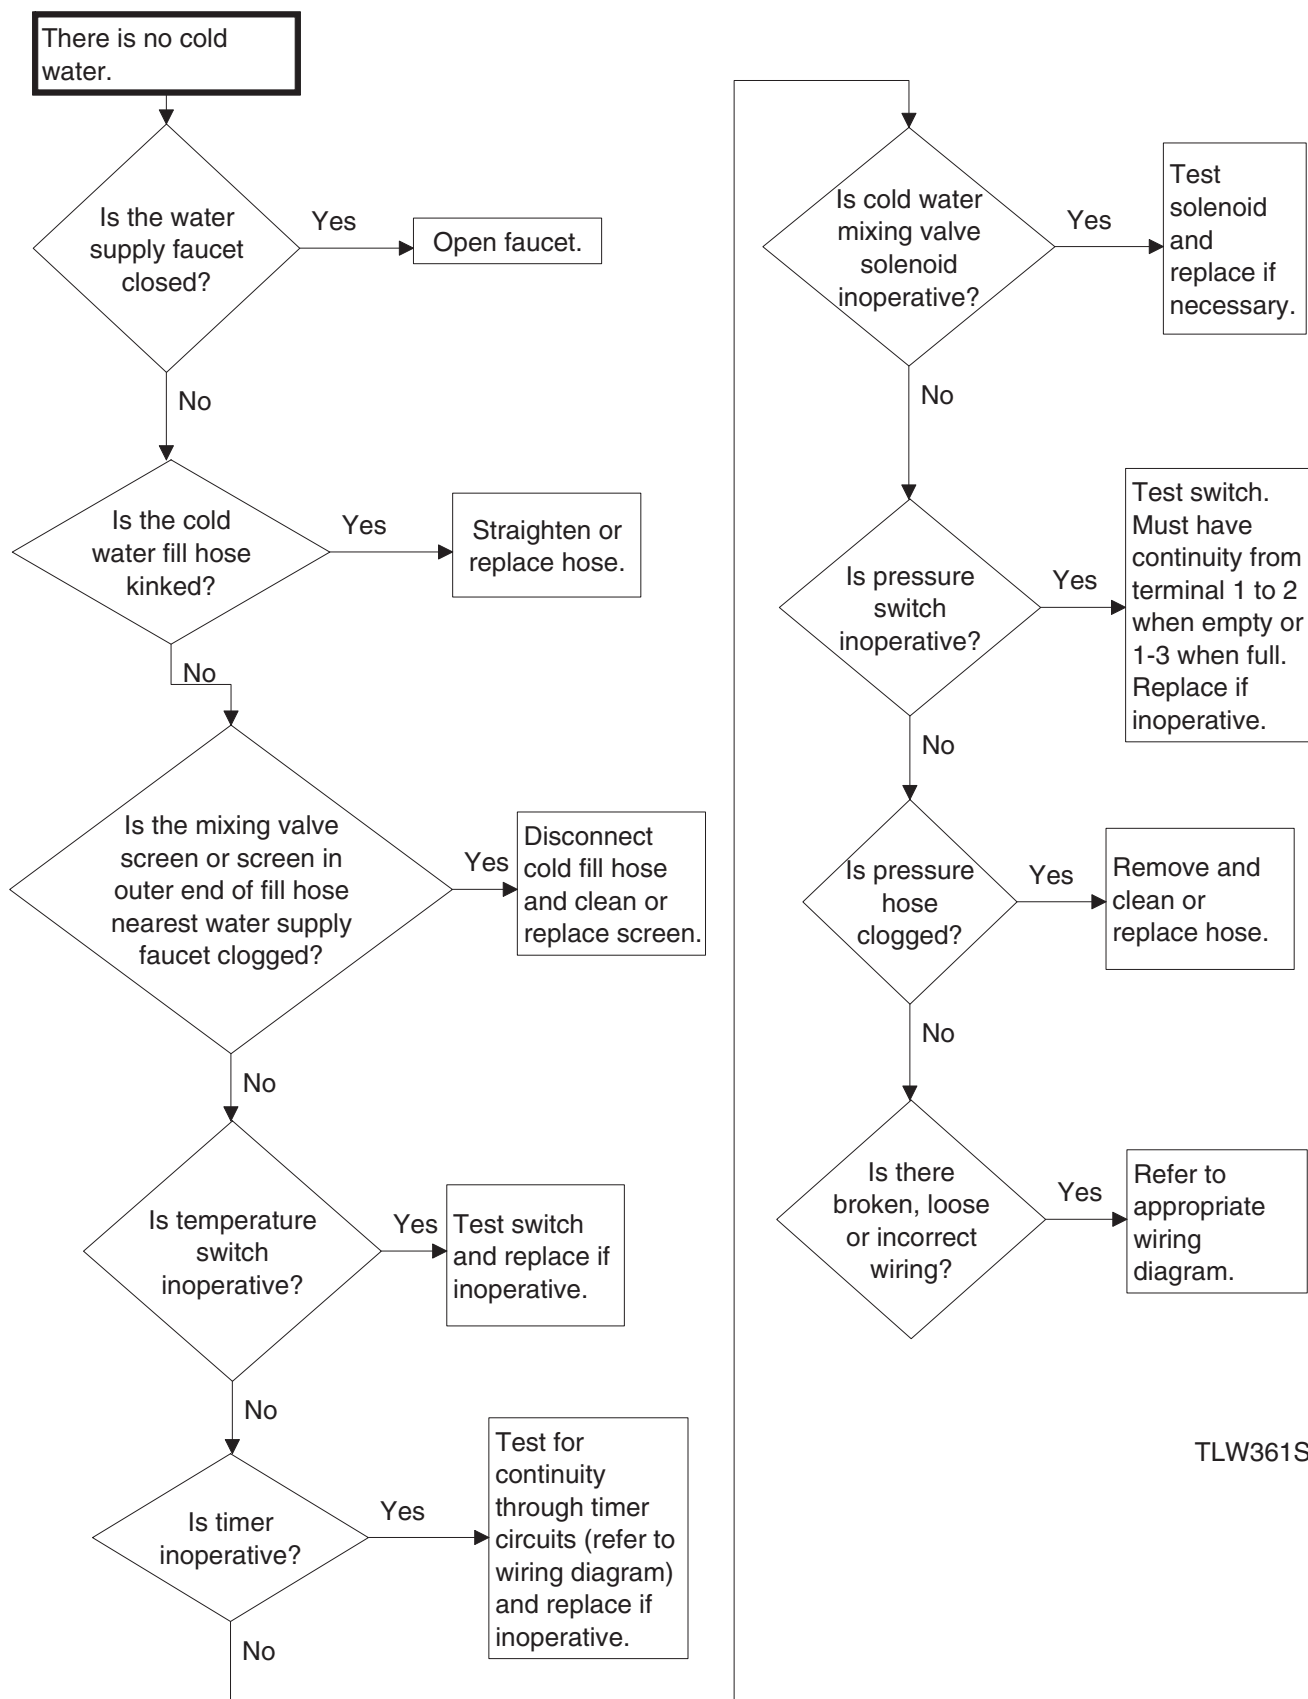 There is no cold
water.
Is the water
supply faucet
closed?
Yes
Open faucet.
No
Is the cold
water fill hose
kinked?
Yes
Straighten or
replace hose.
No
Is the mixing valve
screen or screen in
outer end of fill hose
nearest water supply
faucet clogged?
Yes
Disconnect
cold fill hose
and clean or
replace screen.
No
Is temperature
switch
inoperative?
Yes
Test switch
and replace if
inoperative.
No
Is timer
inoperative?
Yes
Test for
continuity
through timer
circuits (refer to
wiring diagram)
and replace if
inoperative.
No
Is cold water
mixing valve
solenoid
inoperative?
Yes
Test
solenoid
and
replace if
necessary.
No
Is pressure
switch
inoperative?
Yes
Test switch.
Must have
continuity from
terminal 1 to 2
when empty or
1-3 when full.
Replace if
inoperative.
No
Is pressure
hose
clogged?
Yes
Remove and
clean or
replace hose.
No
Is there
broken, loose
or incorrect
wiring?
Yes
Refer to
appropriate
wiring
diagram.
TLW361S